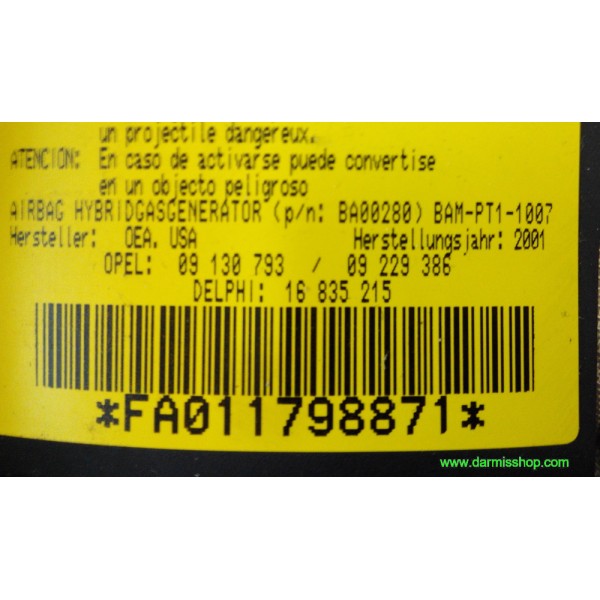 un projectile dangereux.
ATENCION: En caso de activarse puede convertise
en un objecto peligroso
AIRBAG HYBRIDGASGENERATOR (p/n: BA00280) BAM-PT1-1007
Hersteller: OEA. USA Herstellungsjahr: 2001
OPEL: 09 130 793 / 09 229 386
DELPHI: 16 835 215
*FA011798871*
www.darmisshop.com